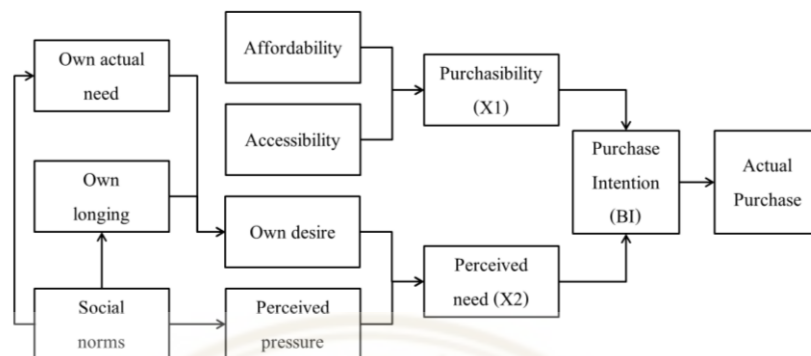 Own actual
need
Affordability
Accessibility
Purchasibility
(X1)
Own
longing
Own desire
Purchase
Intention
(BI)
Actual
Purchase
Social
norms
Perceived
pressure
Perceived
need (X2)